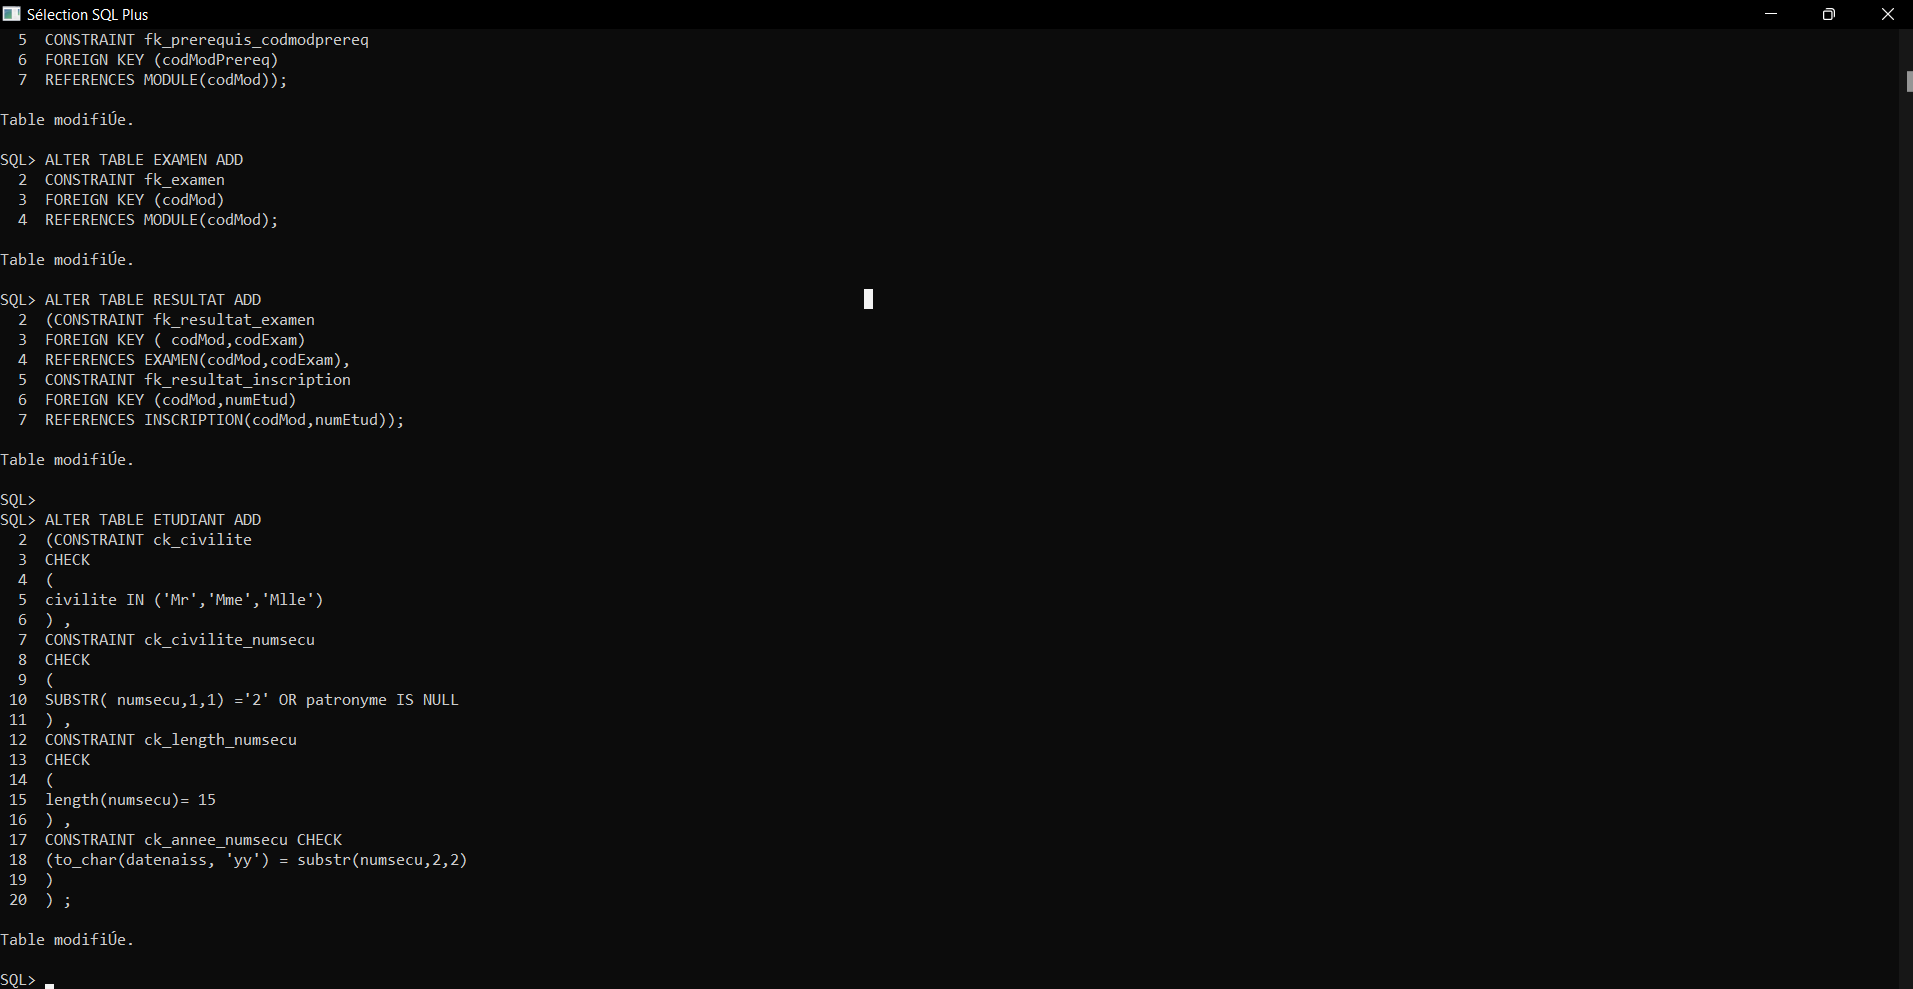 Sélection SQL Plus
5 CONSTRAINT fk_prerequis_codmodprereq
6 FOREIGN KEY (codModPrereq)
7 REFERENCES MODULE(codMod));
Table modifiÚe.
SQL> ALTER TABLE EXAMEN ADD
2 CONSTRAINT fk_examen
3 FOREIGN KEY (codMod)
4 REFERENCES MODULE(codMod);
Table modifiÚe.
SQL> ALTER TABLE RESULTAT ADD
2 (CONSTRAINT fk_resultat_examen
3 FOREIGN KEY ( codMod,codExam)
4 REFERENCES EXAMEN(codMod,codExam),
5 CONSTRAINT fk_resultat_inscription
6 FOREIGN KEY (codMod,numEtud)
7 REFERENCES INSCRIPTION(codMod,numEtud));
Table modifiÚe.
SQL>
SQL> ALTER TABLE ETUDIANT ADD
2 (CONSTRAINT ck_civilite
3 CHECK
4 (
5 civilite IN ('Mr','Mme','Mlle')
6 ) ,
7 CONSTRAINT ck_civilite_numsecu
8 CHECK
9 (
10 SUBSTR( numsecu,1,1) ='2' OR patronyme IS NULL
11 ) ,
12 CONSTRAINT ck_length_numsecu
13 CHECK
14 (
15 length(numsecu)= 15
16 ) ,
17 CONSTRAINT ck_annee_numsecu CHECK
18 (to_char(datenaiss, 'yy') = substr(numsecu,2,2)
19 )
20 ) ;
Table modifiÚe.
SQL>